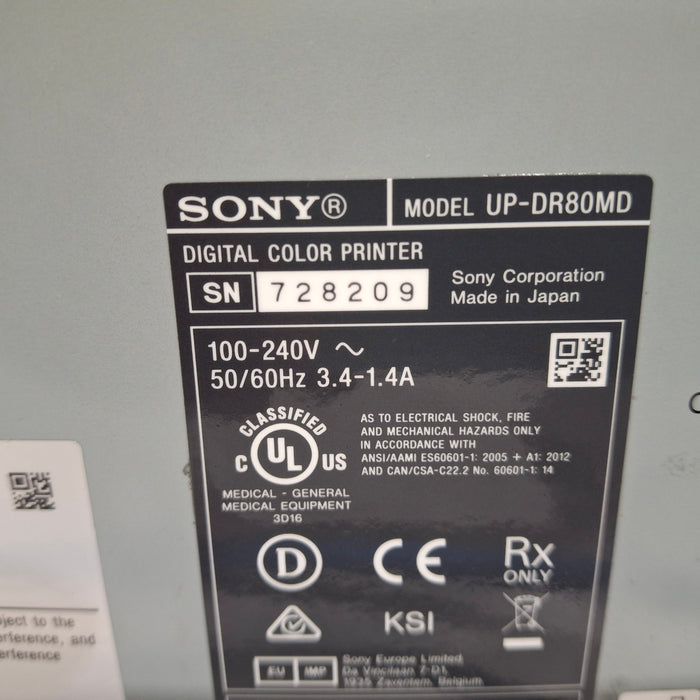 SONY®
MODEL UP-DR80MD
DIGITAL COLOR PRINTER
SN 728209
Sony Corporation
Made in Japan
100-240V ~
50/60Hz 3.4-1.4A
CLASSIFIED
C UL US
AS TO ELECTRICAL SHOCK, FIRE
AND MECHANICAL HAZARDS ONLY
IN ACCORDANCE WITH
ANSI/AAMI ES60601-1: 2005 + A1: 2012
AND CAN/CSA-C22.2 No. 60601-1: 14
MEDICAL - GENERAL
MEDICAL EQUIPMENT
3D16
D
CE
Rx
ONLY
KSI
EU IMP
Sony Europe Limited
Da Vincilaan 7-D1,
1935 Zaventem, Belgium
to the
and